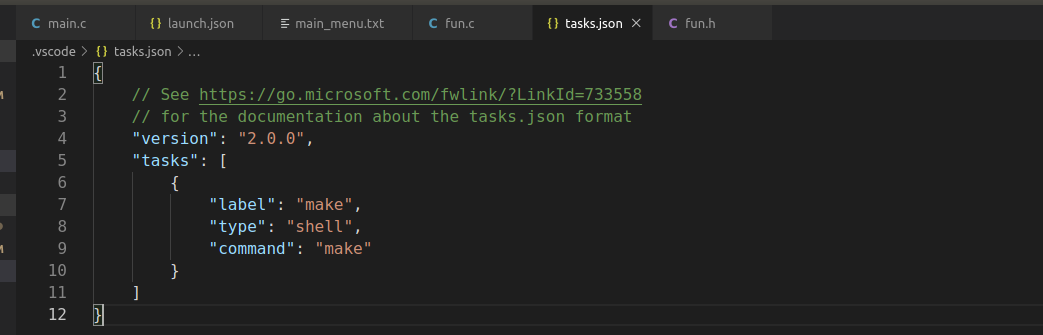 C main.c {} launch.json main_menu.txt C fun.c {} tasks.json × C fun.h
.vscode > {} tasks.json > ...
1 {
2 // See https://go.microsoft.com/fwlink/?LinkId=733558
3 // for the documentation about the tasks.json format
4 "version": "2.0.0",
5 "tasks": [
6 {
7 "label": "make",
8 "type": "shell",
9 "command": "make"
10 }
11 ]
12 }